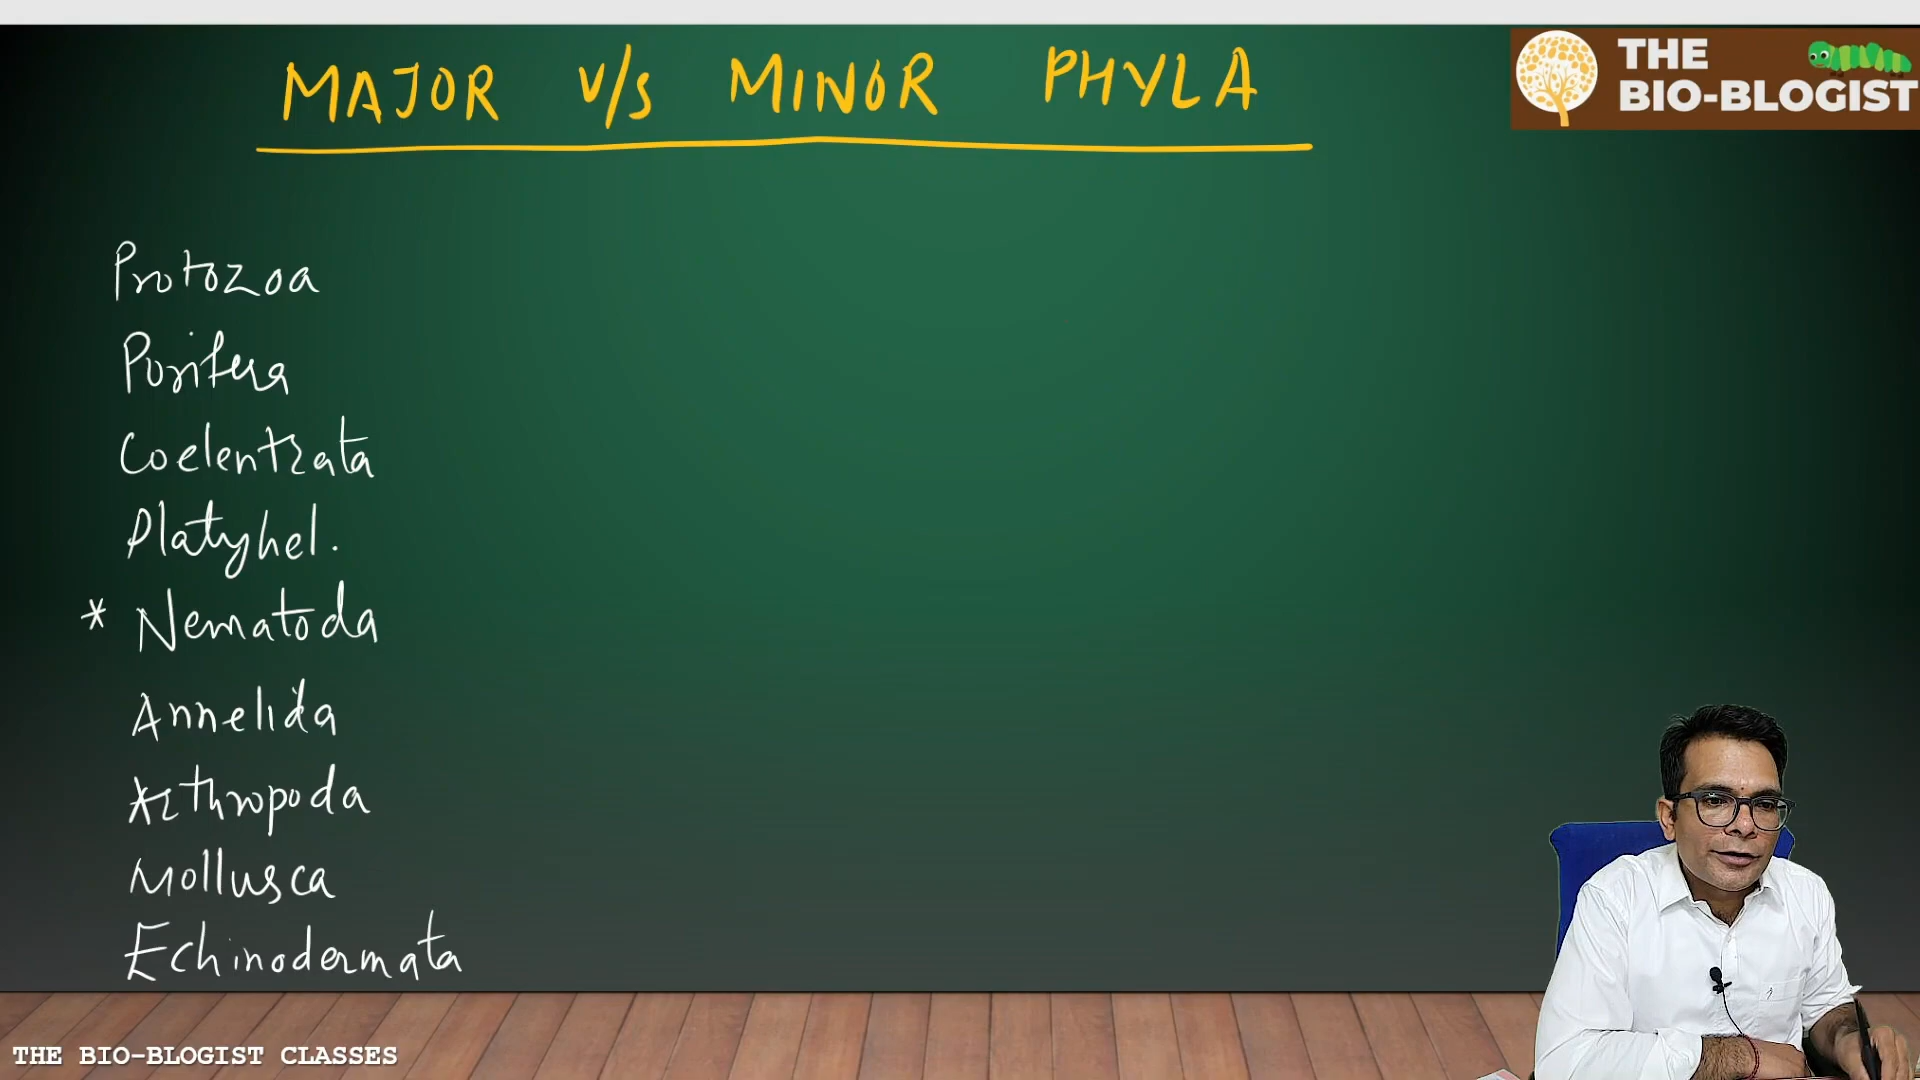 MAJOR v/s MINOR PHYLA
THE
BIO-BLOGIST
Protozoa
Porifera
Coelentrata
Platyhel.
* Nematoda
Annelida
Arthropoda
Mollusca
Echinodermata
THE BIO-BLOGIST CLASSES